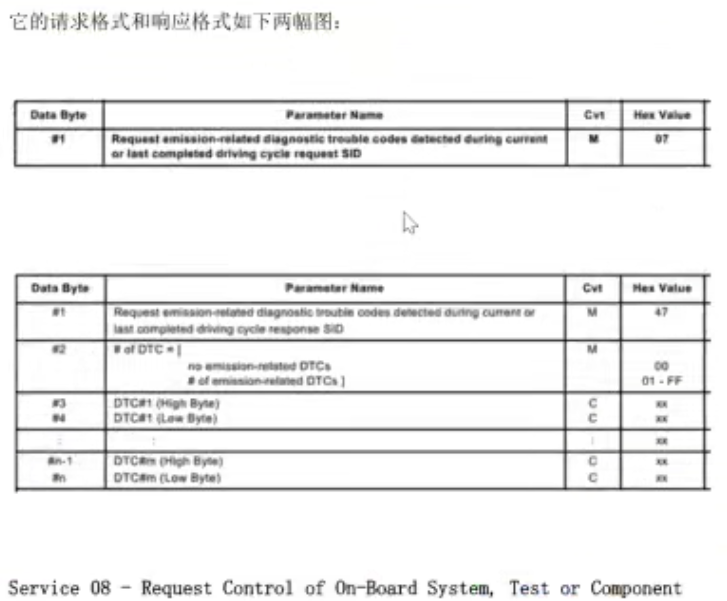 它的请求格式和响应格式如下两幅图：
Data Byte Parameter Name Cvt Hex Value
#1 Request emission-related diagnostic trouble codes detected during current M 07
or last completed driving cycle request SID
Data Byte Parameter Name Cvt Hex Value
#1 Request emission-related diagnostic trouble codes detected during current or M 47
last completed driving cycle response SID
#2 # of DTC = [ M
no emission-related DTCs 00
# of emission-related DTCs ] 01 - FF
#3 DTC#1 (High Byte) C xx
#4 DTC#1 (Low Byte) C xx
: : : xx
#n-1 DTC#m (High Byte) C xx
#n DTC#m (Low Byte) C xx
Service 08 - Request Control of On-Board System, Test or Component